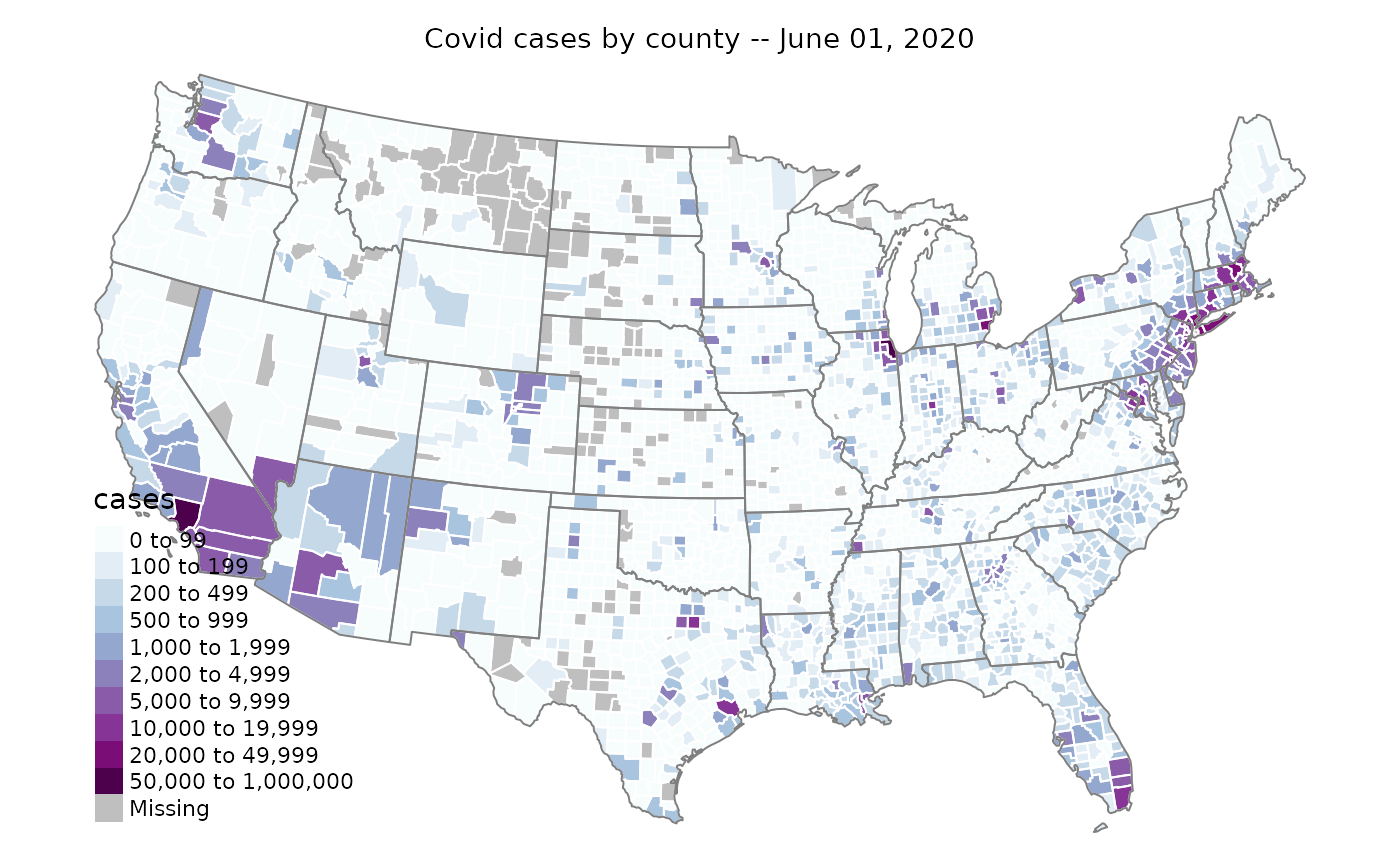 Covid cases by county -- June 01, 2020
cases
0 to 99
100 to 199
200 to 499
500 to 999
1,000 to 1,999
2,000 to 4,999
5,000 to 9,999
10,000 to 19,999
20,000 to 49,999
50,000 to 1,000,000
Missing